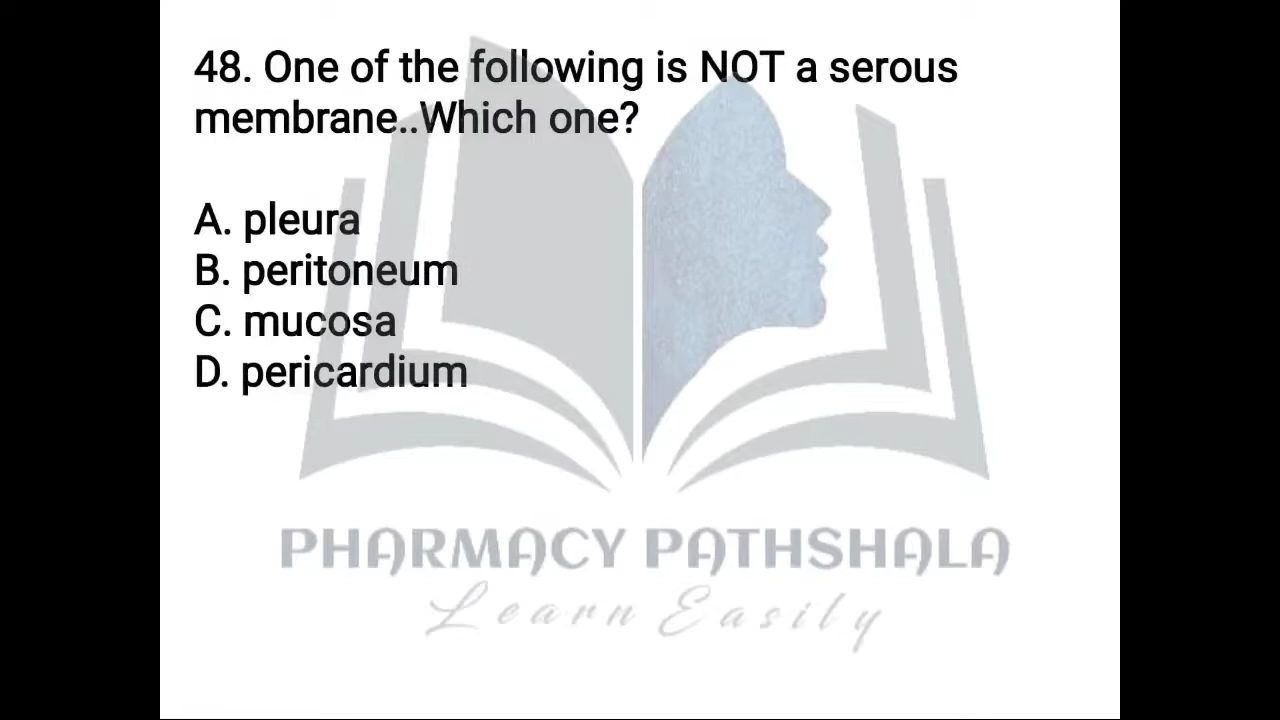 48. One of the following is NOT a serous
membrane..Which one?
A. pleura
B. peritoneum
C. mucosa
D. pericardium
PHARMACY PATHSHALA
Learn Easily